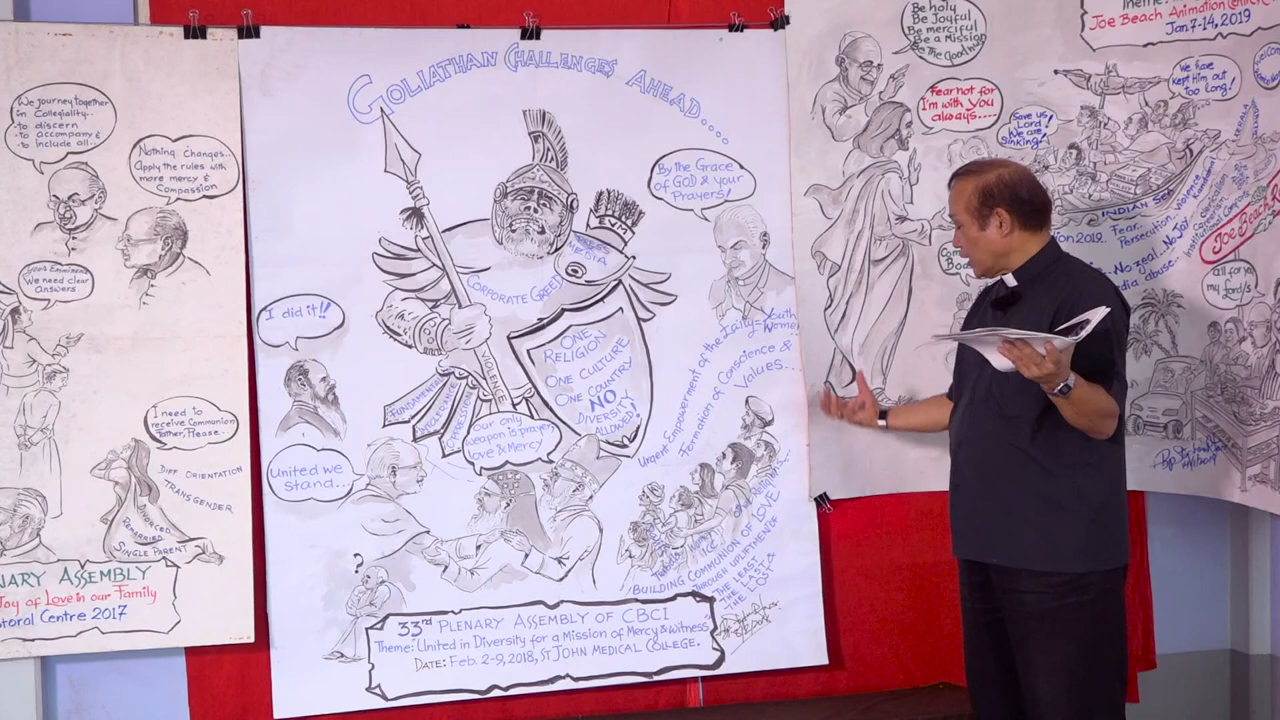 We journey together
in Collegiality..
-to discern
-to accompany &
-to include all...
Nothing changes...
Apply the rules with
more mercy &
Compassion
We need clear
answers
I need to
receive Communion
Father, Please...
DIFF ORIENTATION
TRANSGENDER
DIVORCED
REMARRIED
SINGLE PARENT
NARY ASSEMBLY
Joy of Love in our Family
toral Centre 2017
GOLIATHAN CHALLENGES AHEAD....
By the Grace
of GOD & your
Prayers!
MEDIA
CORPORATE GREED
I did it!!
ONE
RELIGION
ONE CULTURE
ONE COUNTRY
NO
DIVERSITY
ALLOWED!
VIOLENCE
INTOLERANCE
OPPRESSION
Our only
weapon is prayer,
love & Mercy
United we
stand...
Urgent Empowerment of the Laity=Youth
Women
Formation of Conscience &
Values...
BUILDING COMMUNION OF LOVE
THROUGH UPLIFTMENT OF
THE LEAST
THE LAST &
THE LOST
?
33rd PLENARY ASSEMBLY OF CBCI
Theme: United in Diversity for a Mission of Mercy & Witness
DATE: Feb. 2-9, 2018, ST JOHN MEDICAL COLLEGE.
Be holy
Be Joyful
Be merciful
Be a Mission
Be the good
Joe Beach Animation Centre
Jan 7-14, 2019
Fear not for
I'm with you
always....
Save us
Lord
We are
sinking!
We have
kept Him out
too long!
INDIAN SEA
Fear.
Persecution,
Violence
No zeal
No Joy
abuse..
Joe Beach
All for you
my lord/s